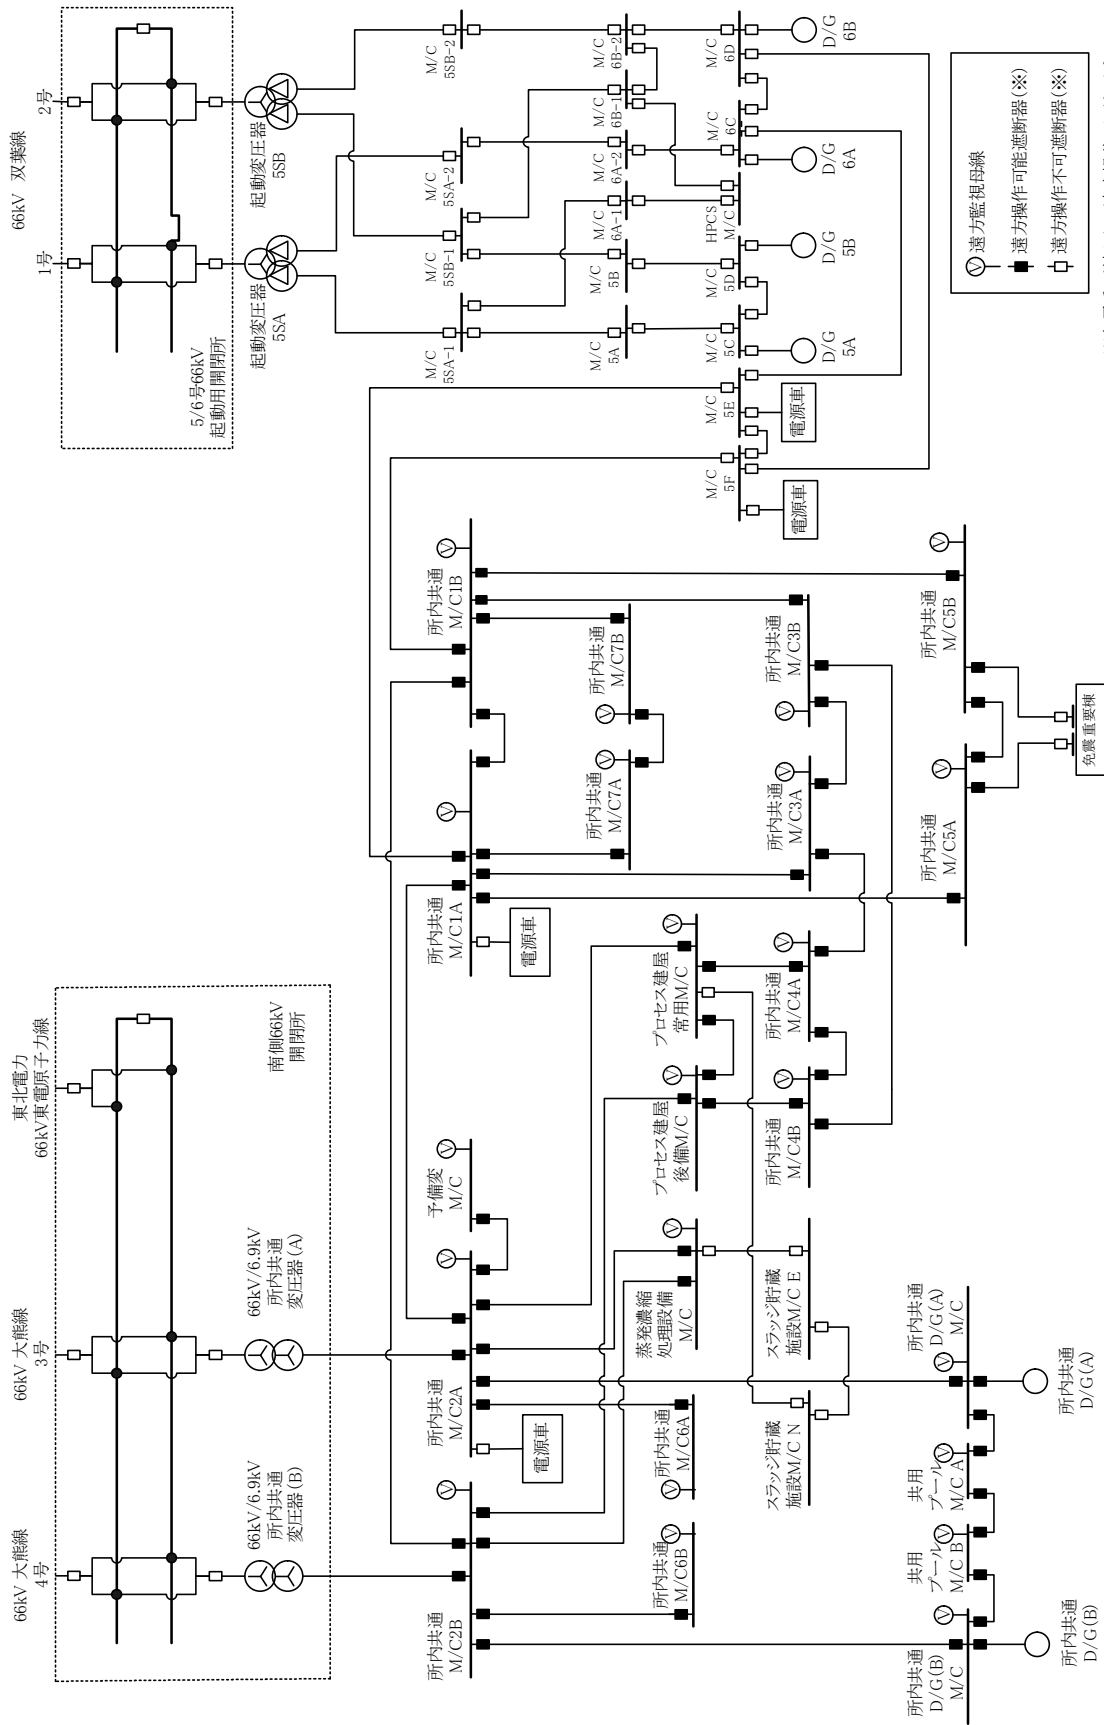 66kV 大熊線
4号
66kV 大熊線
3号
東北電力
66kV東電原子力線
66kV 双葉線
1号
2号
66kV/6.9kV
所内共通
変圧器(B)
66kV/6.9kV
所内共通
変圧器(A)
南側66kV
開閉所
5/6号66kV
起動用開閉所
起動変圧器
5SA
起動変圧器
5SB
所内共通
M/C2B
所内共通
M/C2A
電源車
予備変
M/C
所内共通
M/C1A
電源車
所内共通
M/C1B
M/C
5SA-1
M/C
5SB-1
M/C
5SA-2
M/C
5SB-2
所内共通
M/C6B
所内共通
M/C6A
蒸発濃縮
処理設備
M/C
プロセス建屋
後備M/C
プロセス建屋
常用M/C
所内共通
M/C7A
所内共通
M/C7B
M/C
5A
M/C
5B
M/C
6A-1
M/C
6A-2
M/C
6B-1
M/C
6B-2
スラッジ貯蔵
施設M/C N
スラッジ貯蔵
施設M/C E
所内共通
M/C4B
所内共通
M/C4A
所内共通
M/C3A
所内共通
M/C3B
M/C
5F
電源車
M/C
5E
電源車
M/C
5C
M/C
5D
HPCS
M/C
M/C
6C
M/C
6D
D/G
5A
D/G
5B
D/G
6A
D/G
6B
所内共通
D/G(B)
M/C
共用
プール
M/C B
共用
プール
M/C A
所内共通
D/G(A)
M/C
所内共通
M/C5A
所内共通
M/C5B
所内共通
D/G(B)
所内共通
D/G(A)
免震重要棟
V 遠方監視母線
遠方操作可能遮断器(※)
遠方操作不可遮断器(※)